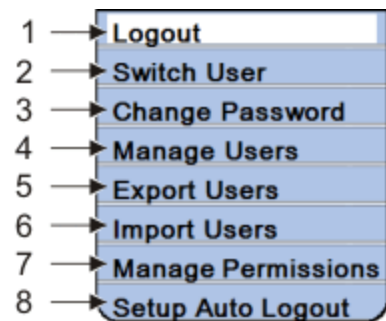 1 Logout
2 Switch User
3 Change Password
4 Manage Users
5 Export Users
6 Import Users
7 Manage Permissions
8 Setup Auto Logout